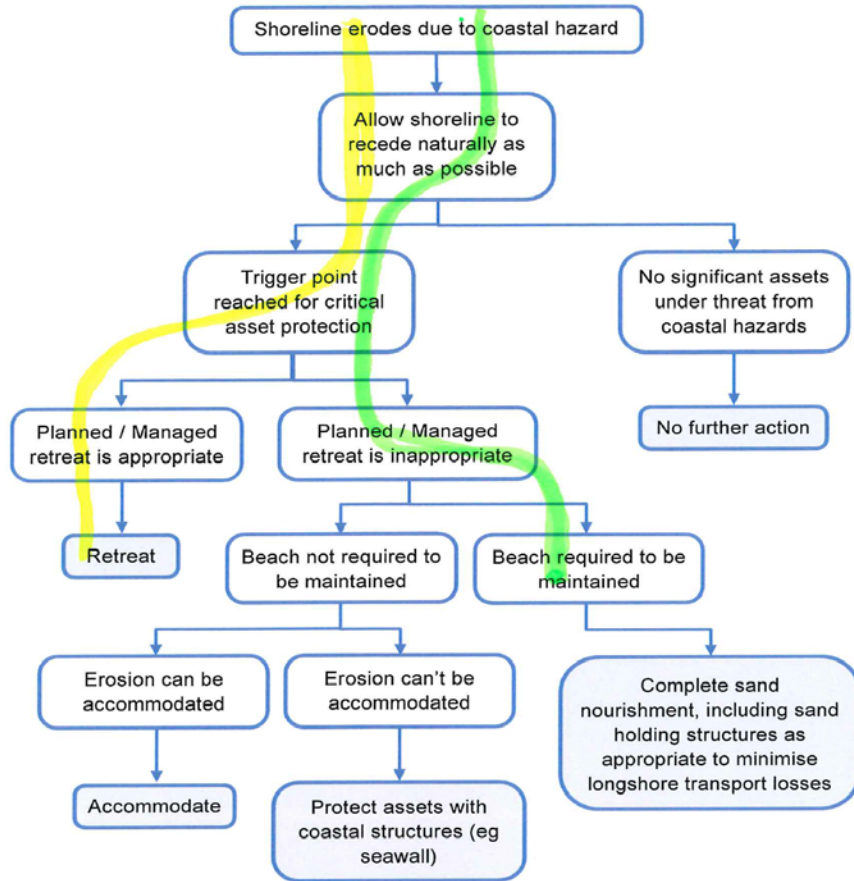 Shoreline erodes due to coastal hazard
Allow shoreline to
recede naturally as
much as possible
Trigger point
reached for critical
asset protection
No significant assets
under threat from
coastal hazards
Planned / Managed
retreat is appropriate
Planned / Managed
retreat is inappropriate
No further action
Retreat
Beach not required to
be maintained
Beach required to be
maintained
Erosion can be
accommodated
Erosion can't be
accommodated
Complete sand
nourishment, including sand
holding structures as
appropriate to minimise
longshore transport losses
Accommodate
Protect assets with
coastal structures (eg
seawall)